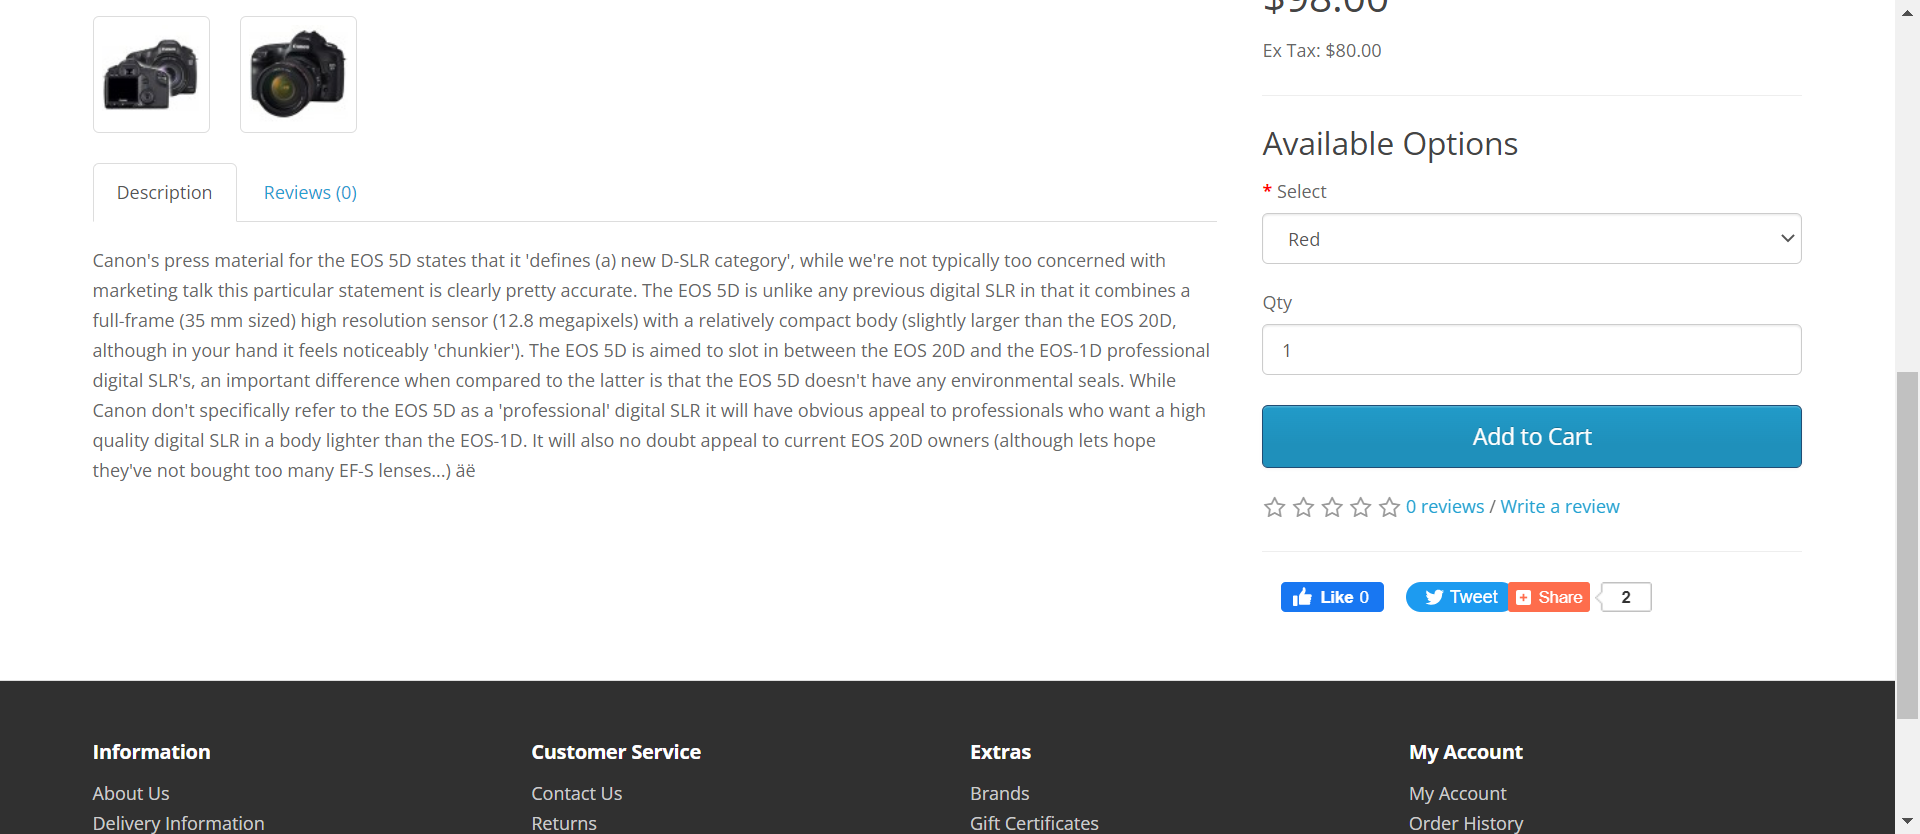 $98.00
Ex Tax: $80.00
Available Options
* Select
Red
Qty
1
Add to Cart
0 reviews / Write a review
Like 0
Tweet
Share
2
Description
Reviews (0)
Canon's press material for the EOS 5D states that it 'defines (a) new D-SLR category', while we're not typically too concerned with
marketing talk this particular statement is clearly pretty accurate. The EOS 5D is unlike any previous digital SLR in that it combines a
full-frame (35 mm sized) high resolution sensor (12.8 megapixels) with a relatively compact body (slightly larger than the EOS 20D,
although in your hand it feels noticeably 'chunkier'). The EOS 5D is aimed to slot in between the EOS 20D and the EOS-1D professional
digital SLR's, an important difference when compared to the latter is that the EOS 5D doesn't have any environmental seals. While
Canon don't specifically refer to the EOS 5D as a 'professional' digital SLR it will have obvious appeal to professionals who want a high
quality digital SLR in a body lighter than the EOS-1D. It will also no doubt appeal to current EOS 20D owners (although lets hope
they've not bought too many EF-S lenses...) äë
Information
About Us
Delivery Information
Customer Service
Contact Us
Returns
Extras
Brands
Gift Certificates
My Account
My Account
Order History